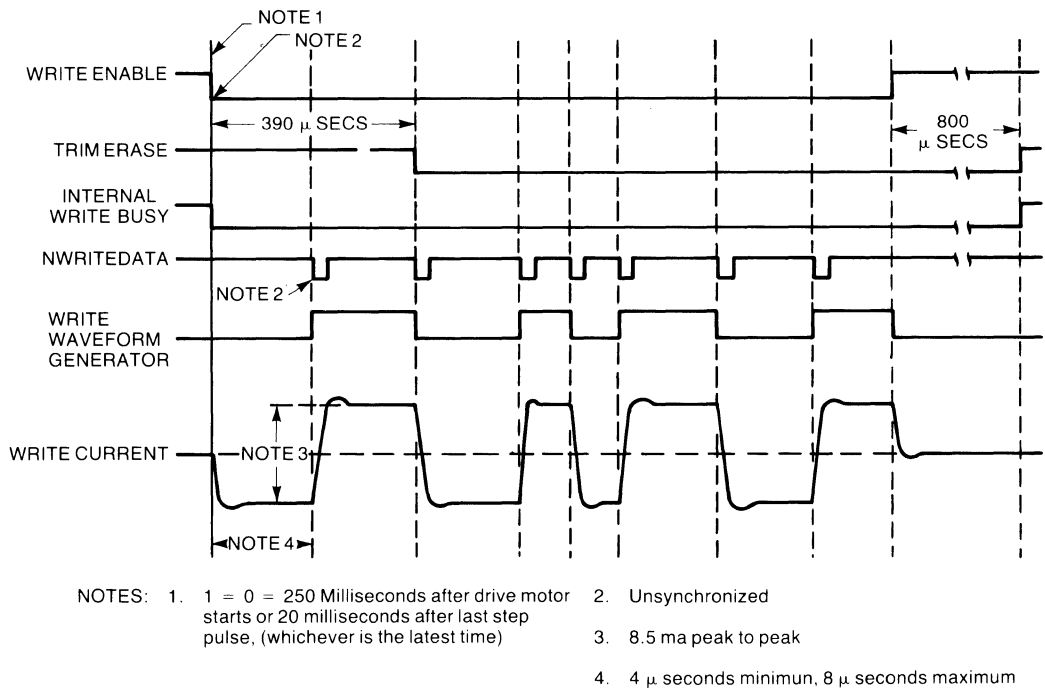 NOTE 1
NOTE 2
WRITE ENABLE
390 μ SECS
800
μ SECS
TRIM ERASE
INTERNAL
WRITE BUSY
NWRITEDATA
NOTE 2
WRITE
WAVEFORM
GENERATOR
WRITE CURRENT
NOTE 3
NOTE 4
NOTES: 1. 1 = 0 = 250 Milliseconds after drive motor
starts or 20 milliseconds after last step
pulse, (whichever is the latest time)
2. Unsynchronized
3. 8.5 ma peak to peak
4. 4 μ seconds minimun, 8 μ seconds maximum